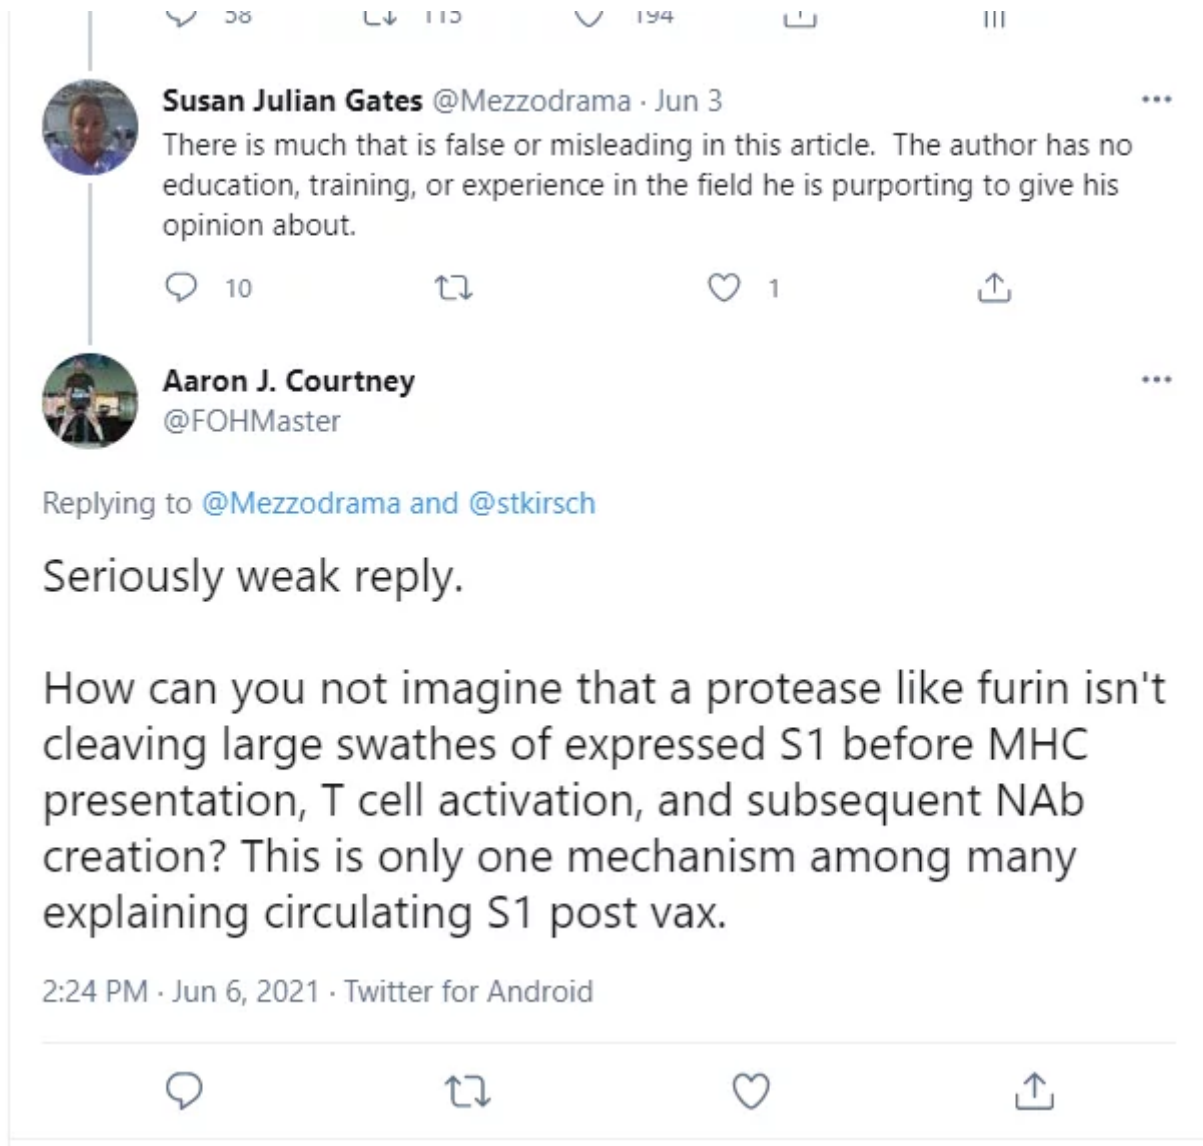 58 115 194
Susan Julian Gates @Mezzodrama · Jun 3
There is much that is false or misleading in this article. The author has no
education, training, or experience in the field he is purporting to give his
opinion about.
10 1
Aaron J. Courtney
@FOHMaster
Replying to @Mezzodrama and @stkirsch
Seriously weak reply.
How can you not imagine that a protease like furin isn't
cleaving large swathes of expressed S1 before MHC
presentation, T cell activation, and subsequent NAb
creation? This is only one mechanism among many
explaining circulating S1 post vax.
2:24 PM · Jun 6, 2021 · Twitter for Android